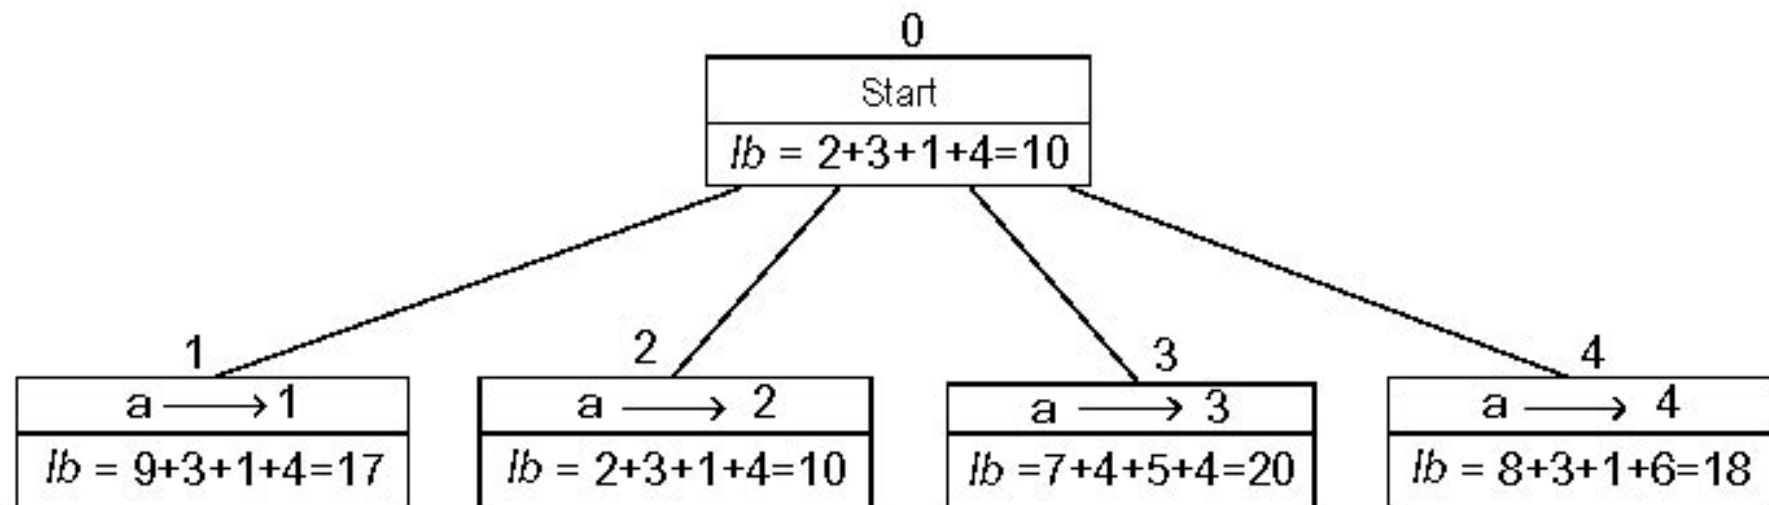 0
Start
lb = 2+3+1+4=10
1
2
3
4
a ⟶ 1
a ⟶ 2
a ⟶ 3
a ⟶ 4
lb = 9+3+1+4=17
lb = 2+3+1+4=10
lb =7+4+5+4=20
lb = 8+3+1+6=18